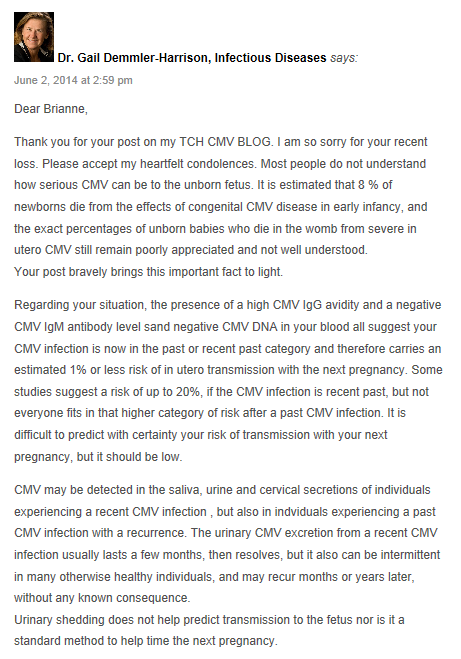 Dr. Gail Demmler-Harrison, Infectious Diseases says:
June 2, 2014 at 2:59 pm
Dear Brianne,
Thank you for your post on my TCH CMV BLOG. I am so sorry for your recent
loss. Please accept my heartfelt condolences. Most people do not understand
how serious CMV can be to the unborn fetus. It is estimated that 8 % of
newborns die from the effects of congenital CMV disease in early infancy, and
the exact percentages of unborn babies who die in the womb from severe in
utero CMV still remain poorly appreciated and not well understood.
Your post bravely brings this important fact to light.
Regarding your situation, the presence of a high CMV IgG avidity and a negative
CMV IgM antibody level sand negative CMV DNA in your blood all suggest your
CMV infection is now in the past or recent past category and therefore carries an
estimated 1% or less risk of in utero transmission with the next pregnancy. Some
studies suggest a risk of up to 20%, if the CMV infection is recent past, but not
everyone fits in that higher category of risk after a past CMV infection. It is
difficult to predict with certainty your risk of transmission with your next
pregnancy, but it should be low.
CMV may be detected in the saliva, urine and cervical secretions of individuals
experiencing a recent CMV infection , but also in indviduals experiencing a past
CMV infection with a recurrence. The urinary CMV excretion from a recent CMV
infection usually lasts a few months, then resolves, but it also can be intermittent
in many otherwise healthy individuals, and may recur months or years later,
without any known consequence.
Urinary shedding does not help predict transmission to the fetus nor is it a
standard method to help time the next pregnancy.